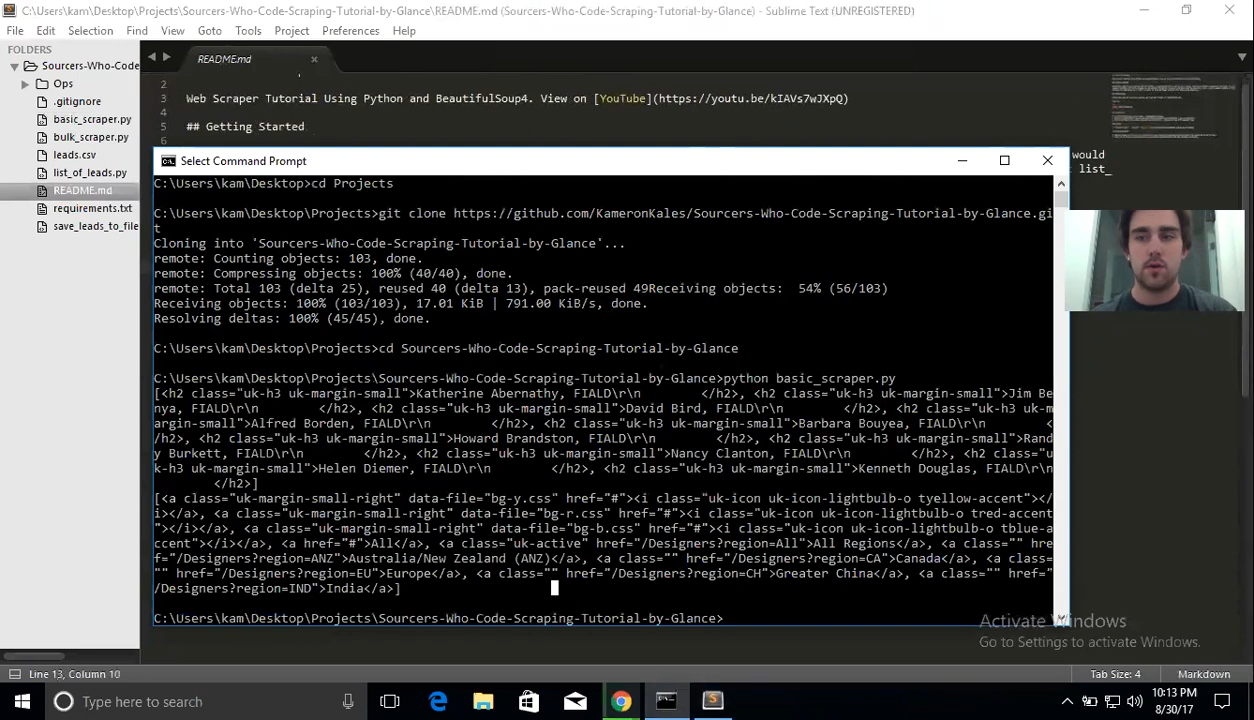 C:\Users\kam\Desktop\Projects\Sourcers-Who-Code-Scraping-Tutorial-by-Glance\README.md (Sourcers-Who-Code-Scraping-Tutorial-by-Glance) - Sublime Text (UNREGISTERED)
File Edit Selection Find View Goto Tools Project Preferences Help
FOLDERS
Sourcers-Who-Code
Ops
.gitignore
basic_scraper.py
bulk_scraper.py
leads.csv
list_of_leads.py
README.md
requirements.txt
save_leads_to_file
README.md
2
3 Web Scraper Tutorial Using Python and BeautifulSoup4. View on [YouTube](https://youtu.be/kIAVs7wJXpQ)
4
5 ## Getting Started
6
would
list_
Select Command Prompt
C:\Users\kam\Desktop>cd Projects
C:\Users\kam\Desktop\Projects>git clone https://github.com/KameronKales/Sourcers-Who-Code-Scraping-Tutorial-by-Glance.gi
t
Cloning into 'Sourcers-Who-Code-Scraping-Tutorial-by-Glance'...
remote: Counting objects: 103, done.
remote: Compressing objects: 100% (40/40), done.
remote: Total 103 (delta 25), reused 40 (delta 13), pack-reused 49Receiving objects:  54% (56/103)
Receiving objects: 100% (103/103), 17.01 KiB | 791.00 KiB/s, done.
Resolving deltas: 100% (45/45), done.
C:\Users\kam\Desktop\Projects>cd Sourcers-Who-Code-Scraping-Tutorial-by-Glance
C:\Users\kam\Desktop\Projects\Sourcers-Who-Code-Scraping-Tutorial-by-Glance>python basic_scraper.py
[<h2 class="uk-h3 uk-margin-small">Katherine Abernathy, FIALD\r\n        </h2>, <h2 class="uk-h3 uk-margin-small">Jim Be
nya, FIALD\r\n        </h2>, <h2 class="uk-h3 uk-margin-small">David Bird, FIALD\r\n        </h2>, <h2 class="uk-h3 uk-m
argin-small">Alfred Borden, FIALD\r\n        </h2>, <h2 class="uk-h3 uk-margin-small">Barbara Bouyea, FIALD\r\n        <
/h2>, <h2 class="uk-h3 uk-margin-small">Howard Brandston, FIALD\r\n        </h2>, <h2 class="uk-h3 uk-margin-small">Rand
y Burkett, FIALD\r\n        </h2>, <h2 class="uk-h3 uk-margin-small">Nancy Clanton, FIALD\r\n        </h2>, <h2 class="u
k-h3 uk-margin-small">Helen Diemer, FIALD\r\n        </h2>, <h2 class="uk-h3 uk-margin-small">Kenneth Douglas, FIALD\r\n
        </h2>]
[<a class="uk-margin-small-right" data-file="bg-y.css" href="#"><i class="uk-icon uk-icon-lightbulb-o tyellow-accent"></
i></a>, <a class="uk-margin-small-right" data-file="bg-r.css" href="#"><i class="uk-icon uk-icon-lightbulb-o tred-accent
"></i></a>, <a class="uk-margin-small-right" data-file="bg-b.css" href="#"><i class="uk-icon uk-icon-lightbulb-o tblue-a
ccent"></i></a>, <a href="#">All</a>, <a class="uk-active" href="/Designers?region=All">All Regions</a>, <a class="" hre
f="/Designers?region=ANZ">Australia/New Zealand (ANZ)</a>, <a class="" href="/Designers?region=CA">Canada</a>, <a class=
"" href="/Designers?region=EU">Europe</a>, <a class="" href="/Designers?region=CH">Greater China</a>, <a class="" href="
/Designers?region=IND">India</a>]
C:\Users\kam\Desktop\Projects\Sourcers-Who-Code-Scraping-Tutorial-by-Glance>
Activate Windows
Go to Settings to activate Windows.
Line 13, Column 10
Tab Size: 4
Markdown
Type here to search
10:13 PM
8/30/17